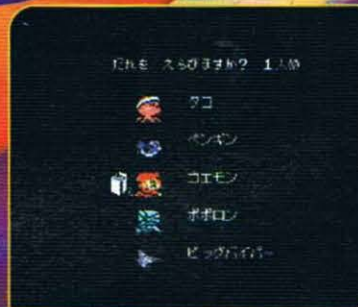 だれを えらびますか? 1人め
タコ
ペンギン
ゴエモン
ポポロン
ビックバイパー